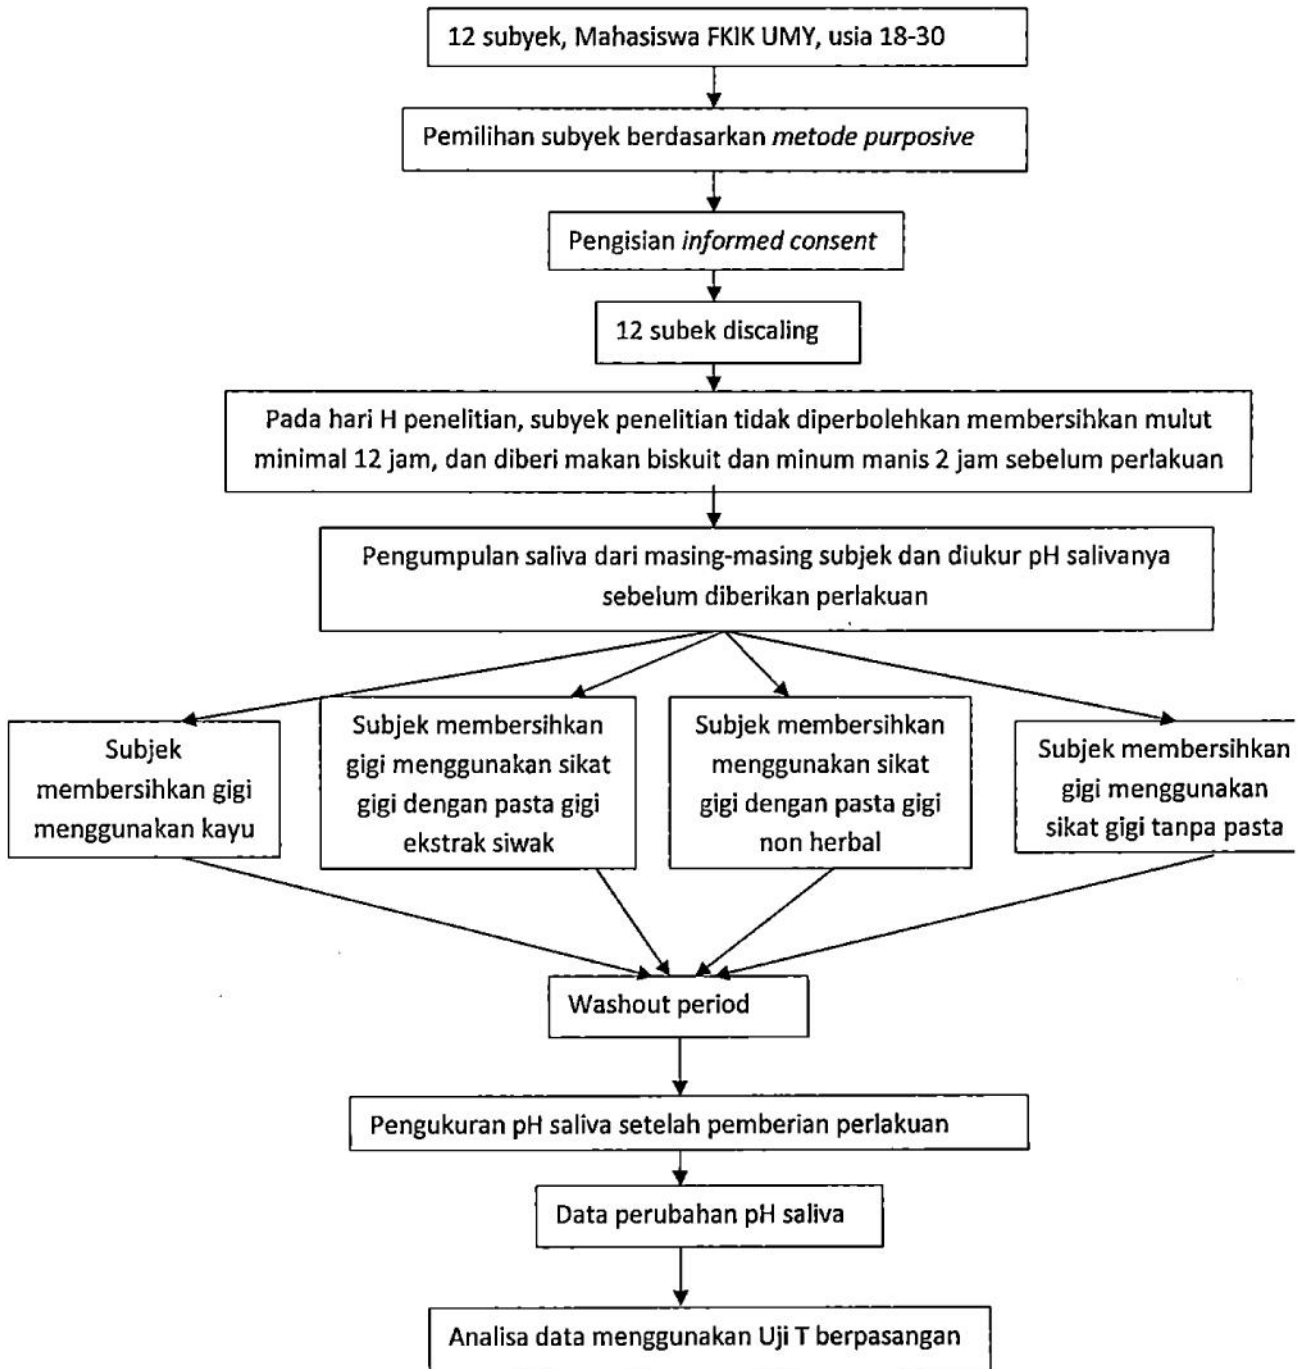 12 subyek, Mahasiswa FKIK UMY, usia 18-30
Pemilihan subyek berdasarkan metode purposive
Pengisian informed consent
12 subek discaling
Pada hari H penelitian, subyek penelitian tidak diperbolehkan membersihkan mulut
minimal 12 jam, dan diberi makan biskuit dan minum manis 2 jam sebelum perlakuan
Pengumpulan saliva dari masing-masing subjek dan diukur pH salivanya
sebelum diberikan perlakuan
Subjek
membersihkan gigi
menggunakan kayu
Subjek membersihkan
gigi menggunakan sikat
gigi dengan pasta gigi
ekstrak siwak
Subjek membersihkan
menggunakan sikat
gigi dengan pasta gigi
non herbal
Subjek membersihkan
gigi menggunakan
sikat gigi tanpa pasta
Washout period
Pengukuran pH saliva setelah pemberian perlakuan
Data perubahan pH saliva
Analisa data menggunakan Uji T berpasangan